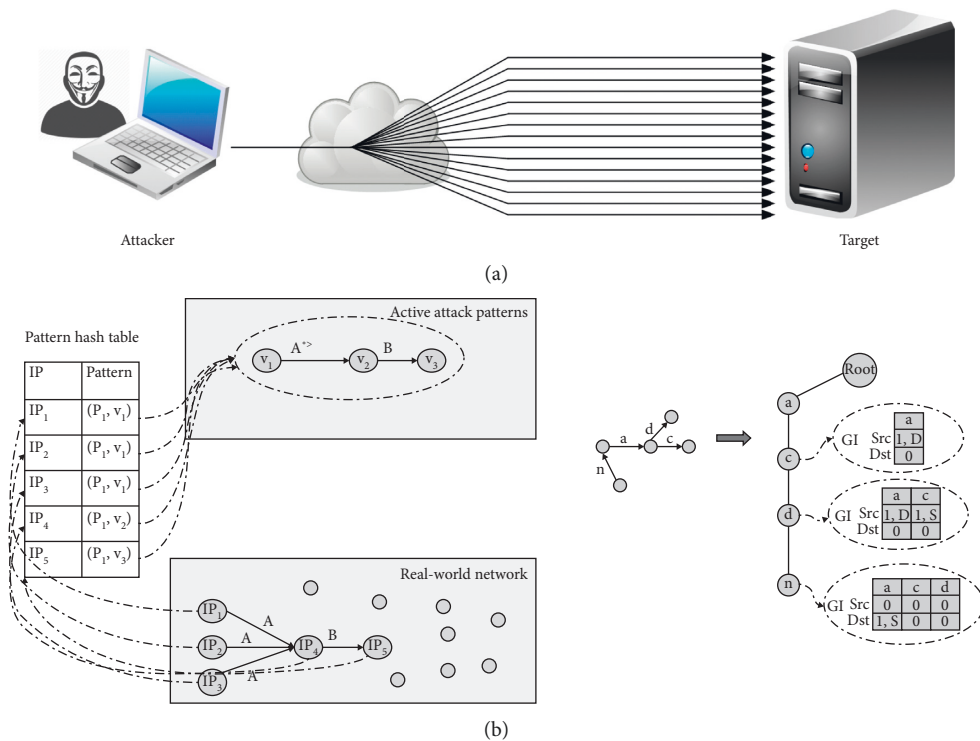 Attacker
Target
(a)
Pattern hash table
IP Pattern
IP1 (P1, v1)
IP2 (P1, v1)
IP3 (P1, v1)
IP4 (P1, v2)
IP5 (P1, v3)
Active attack patterns
v1 A*> v2 B v3
Real-world network
IP1
A
IP2 A IP4 B IP5
A
IP3
a d c n
Root
a
c
d
n
GI
a
Src 1, D
Dst 0
GI
a c
Src 1, D 1, S
Dst 0 0
GI
a c d
Src 0 0 0
Dst 1, S 0 0
(b)